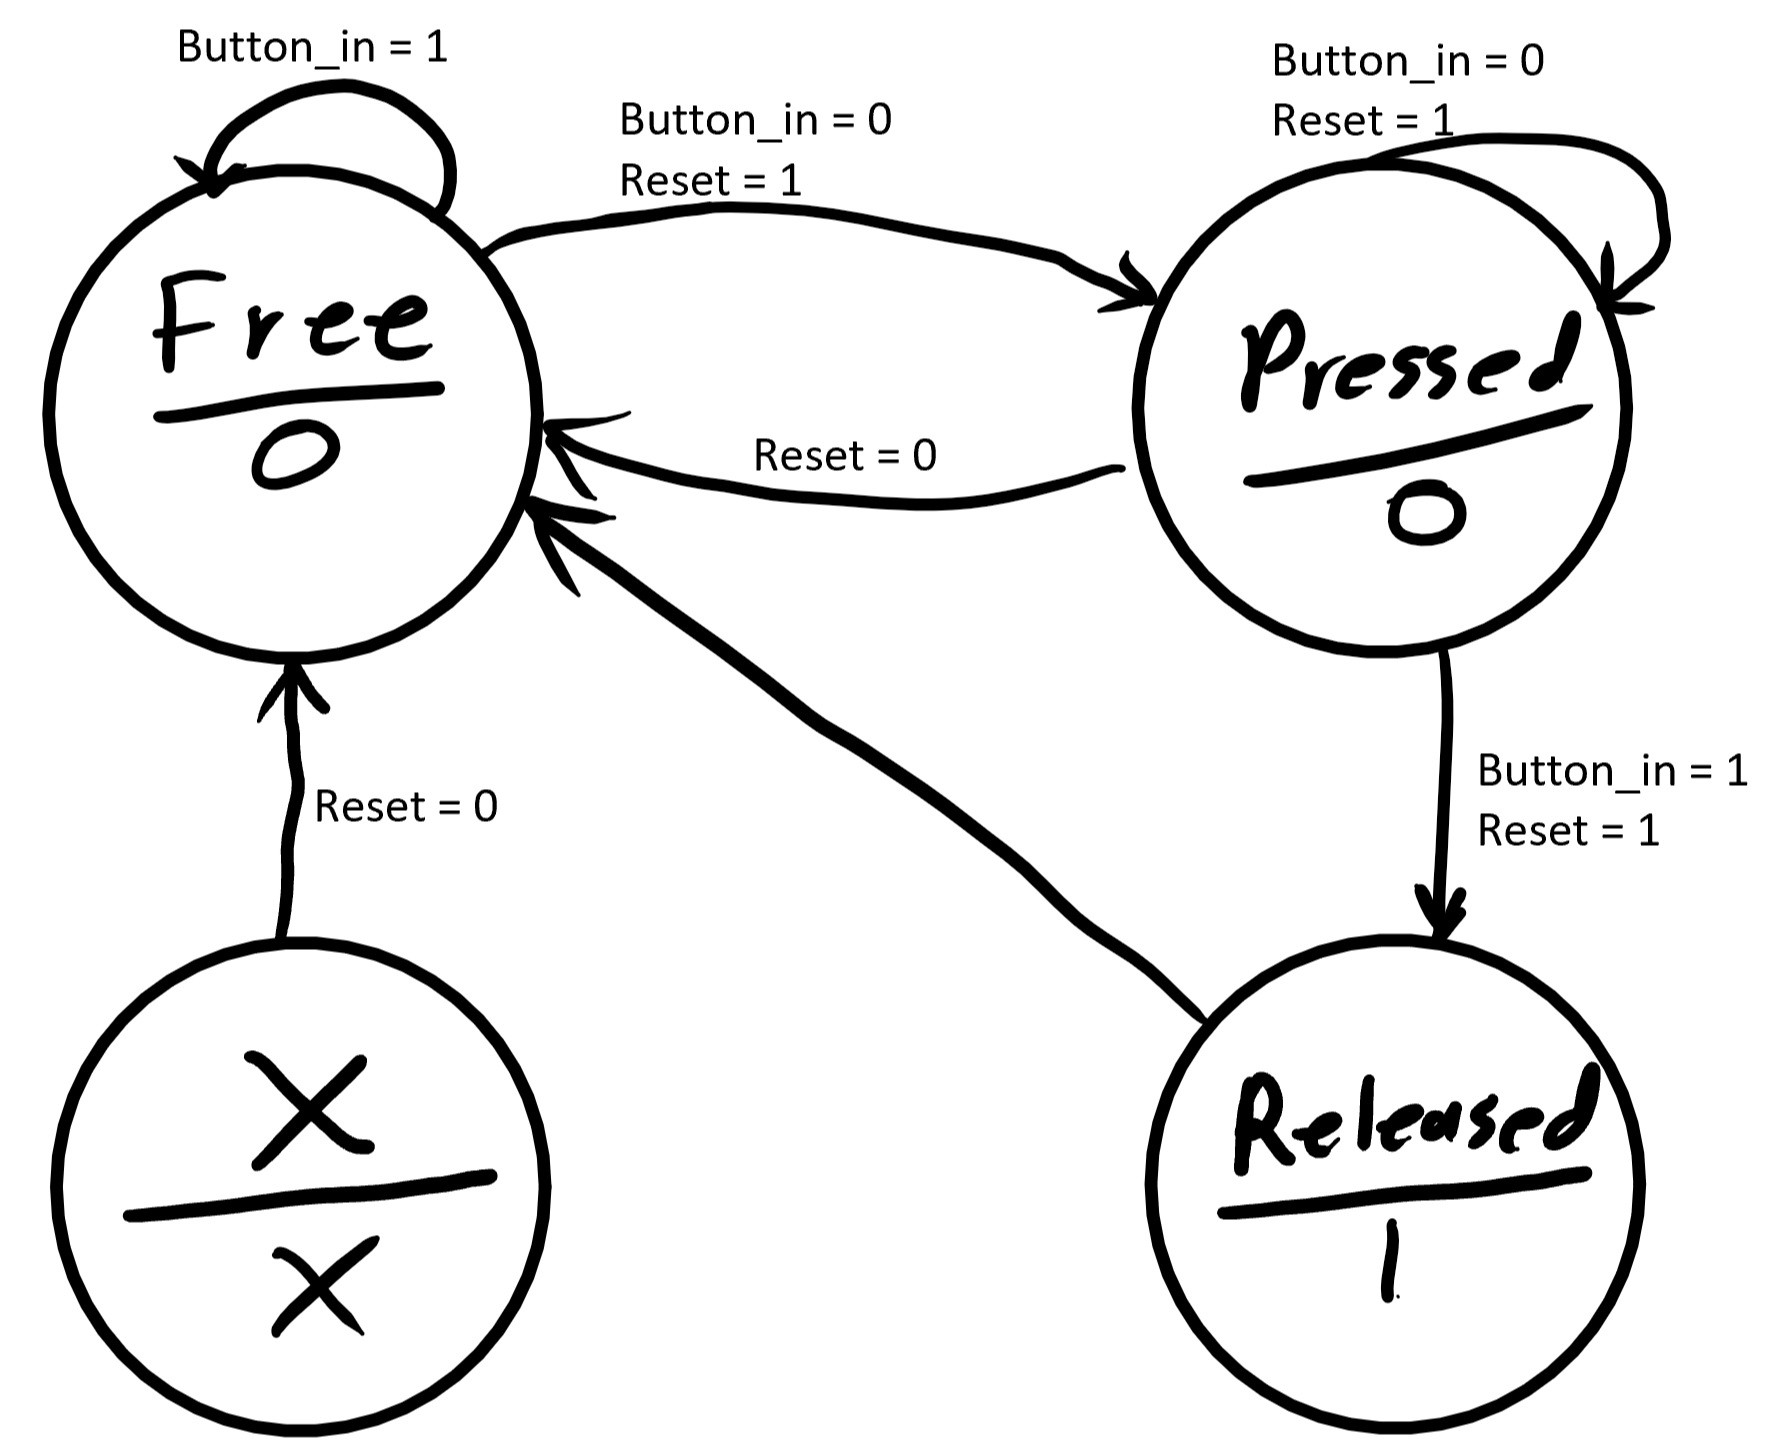 Button_in = 1
Button_in = 0
Reset = 1
Button_in = 0
Reset = 1
Free
0
Pressed
0
Reset = 0
Button_in = 1
Reset = 1
Reset = 0
X
X
Released
1